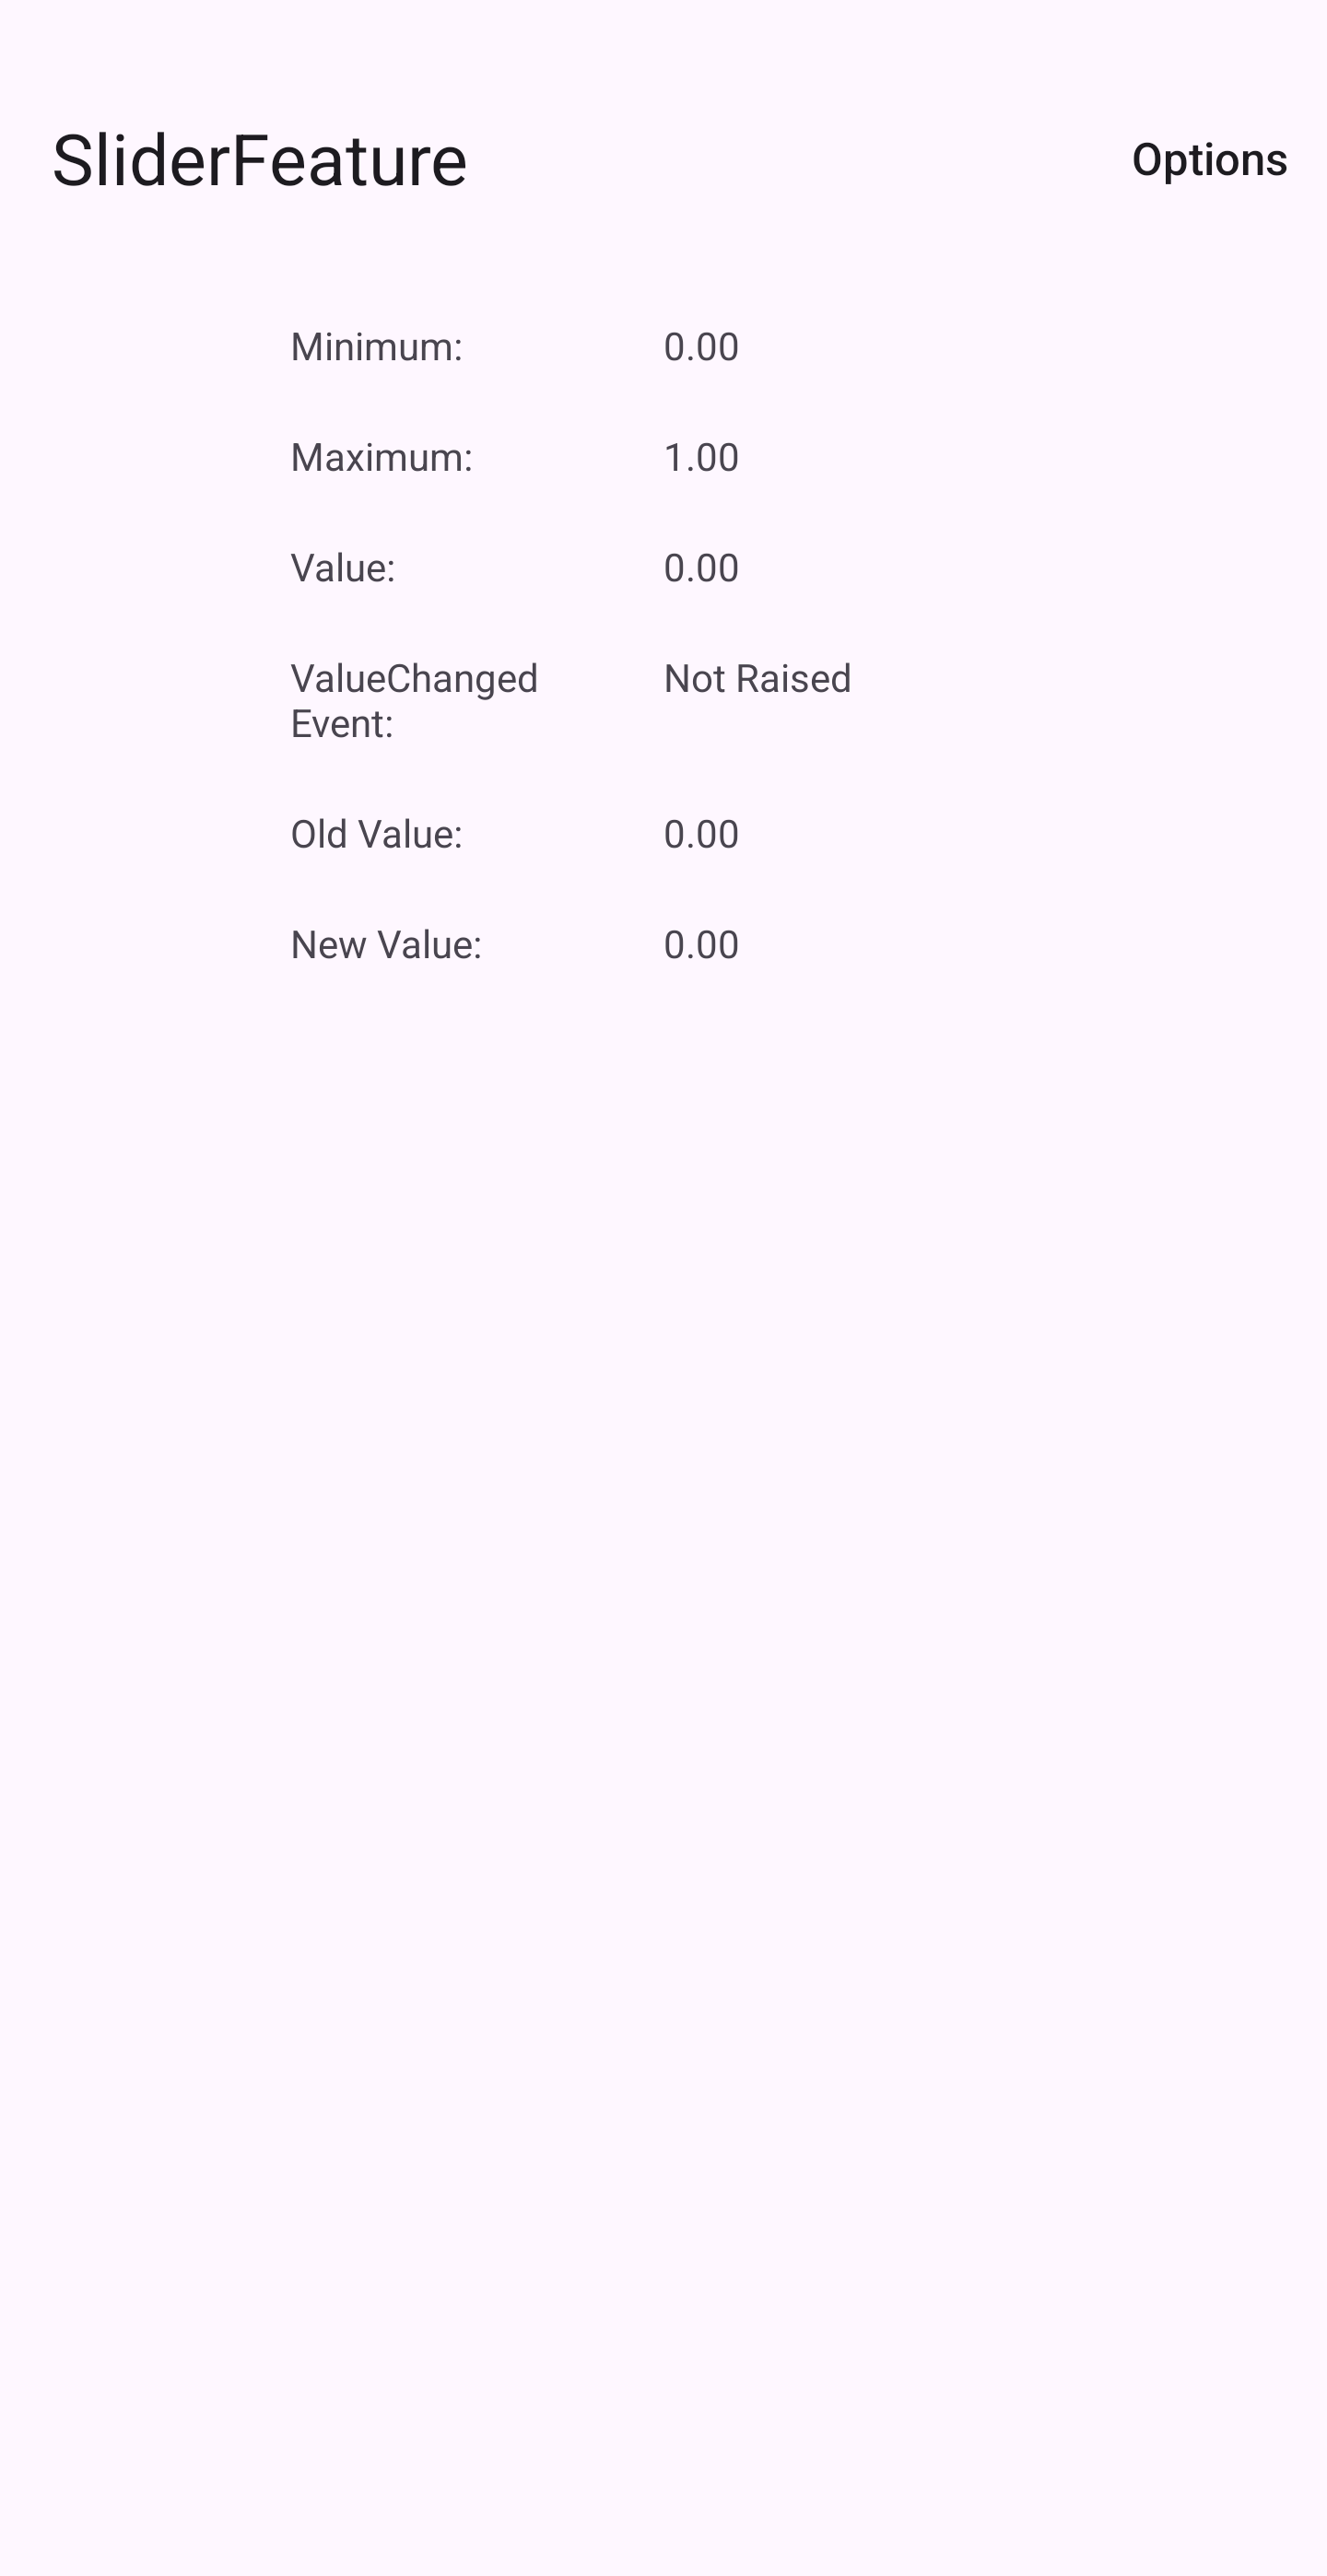 SliderFeature
Options
Minimum: 0.00
Maximum: 1.00
Value: 0.00
ValueChanged Not Raised
Event:
Old Value: 0.00
New Value: 0.00